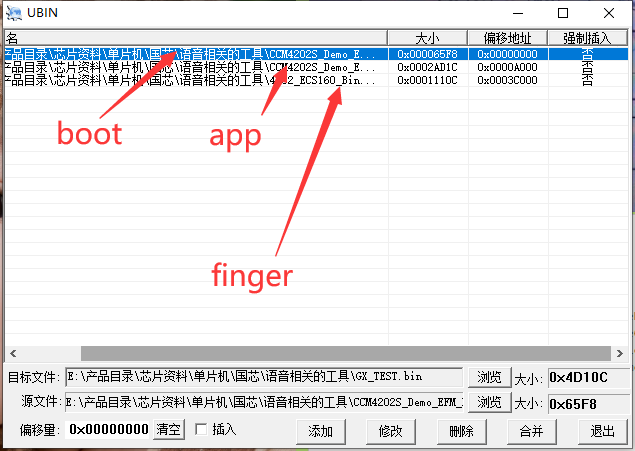 UBIN
名 大小 偏移地址 强制插入
产品目录\芯片资料\单片机\国芯\语音相关的工具\CCM4202S_Demo_E... 0x000065F8 0x00000000 否
产品目录\芯片资料\单片机\国芯\语音相关的工具\CCM4202S_Demo_E... 0x0002AD1C 0x0000A000 否
产品目录\芯片资料\单片机\国芯\语音相关的工具\4202_ECS160_Bin... 0x0001110C 0x0003C000 否
boot app
finger
目标文件: E:\产品目录\芯片资料\单片机\国芯\语音相关的工具\GX_TEST.bin 浏览 大小: 0x4D10C
源文件: E:\产品目录\芯片资料\单片机\国芯\语音相关的工具\CCM4202S_Demo_EFM_ 浏览 大小: 0x65F8
偏移量: 0x00000000 清空 插入 添加 修改 删除 合并 退出